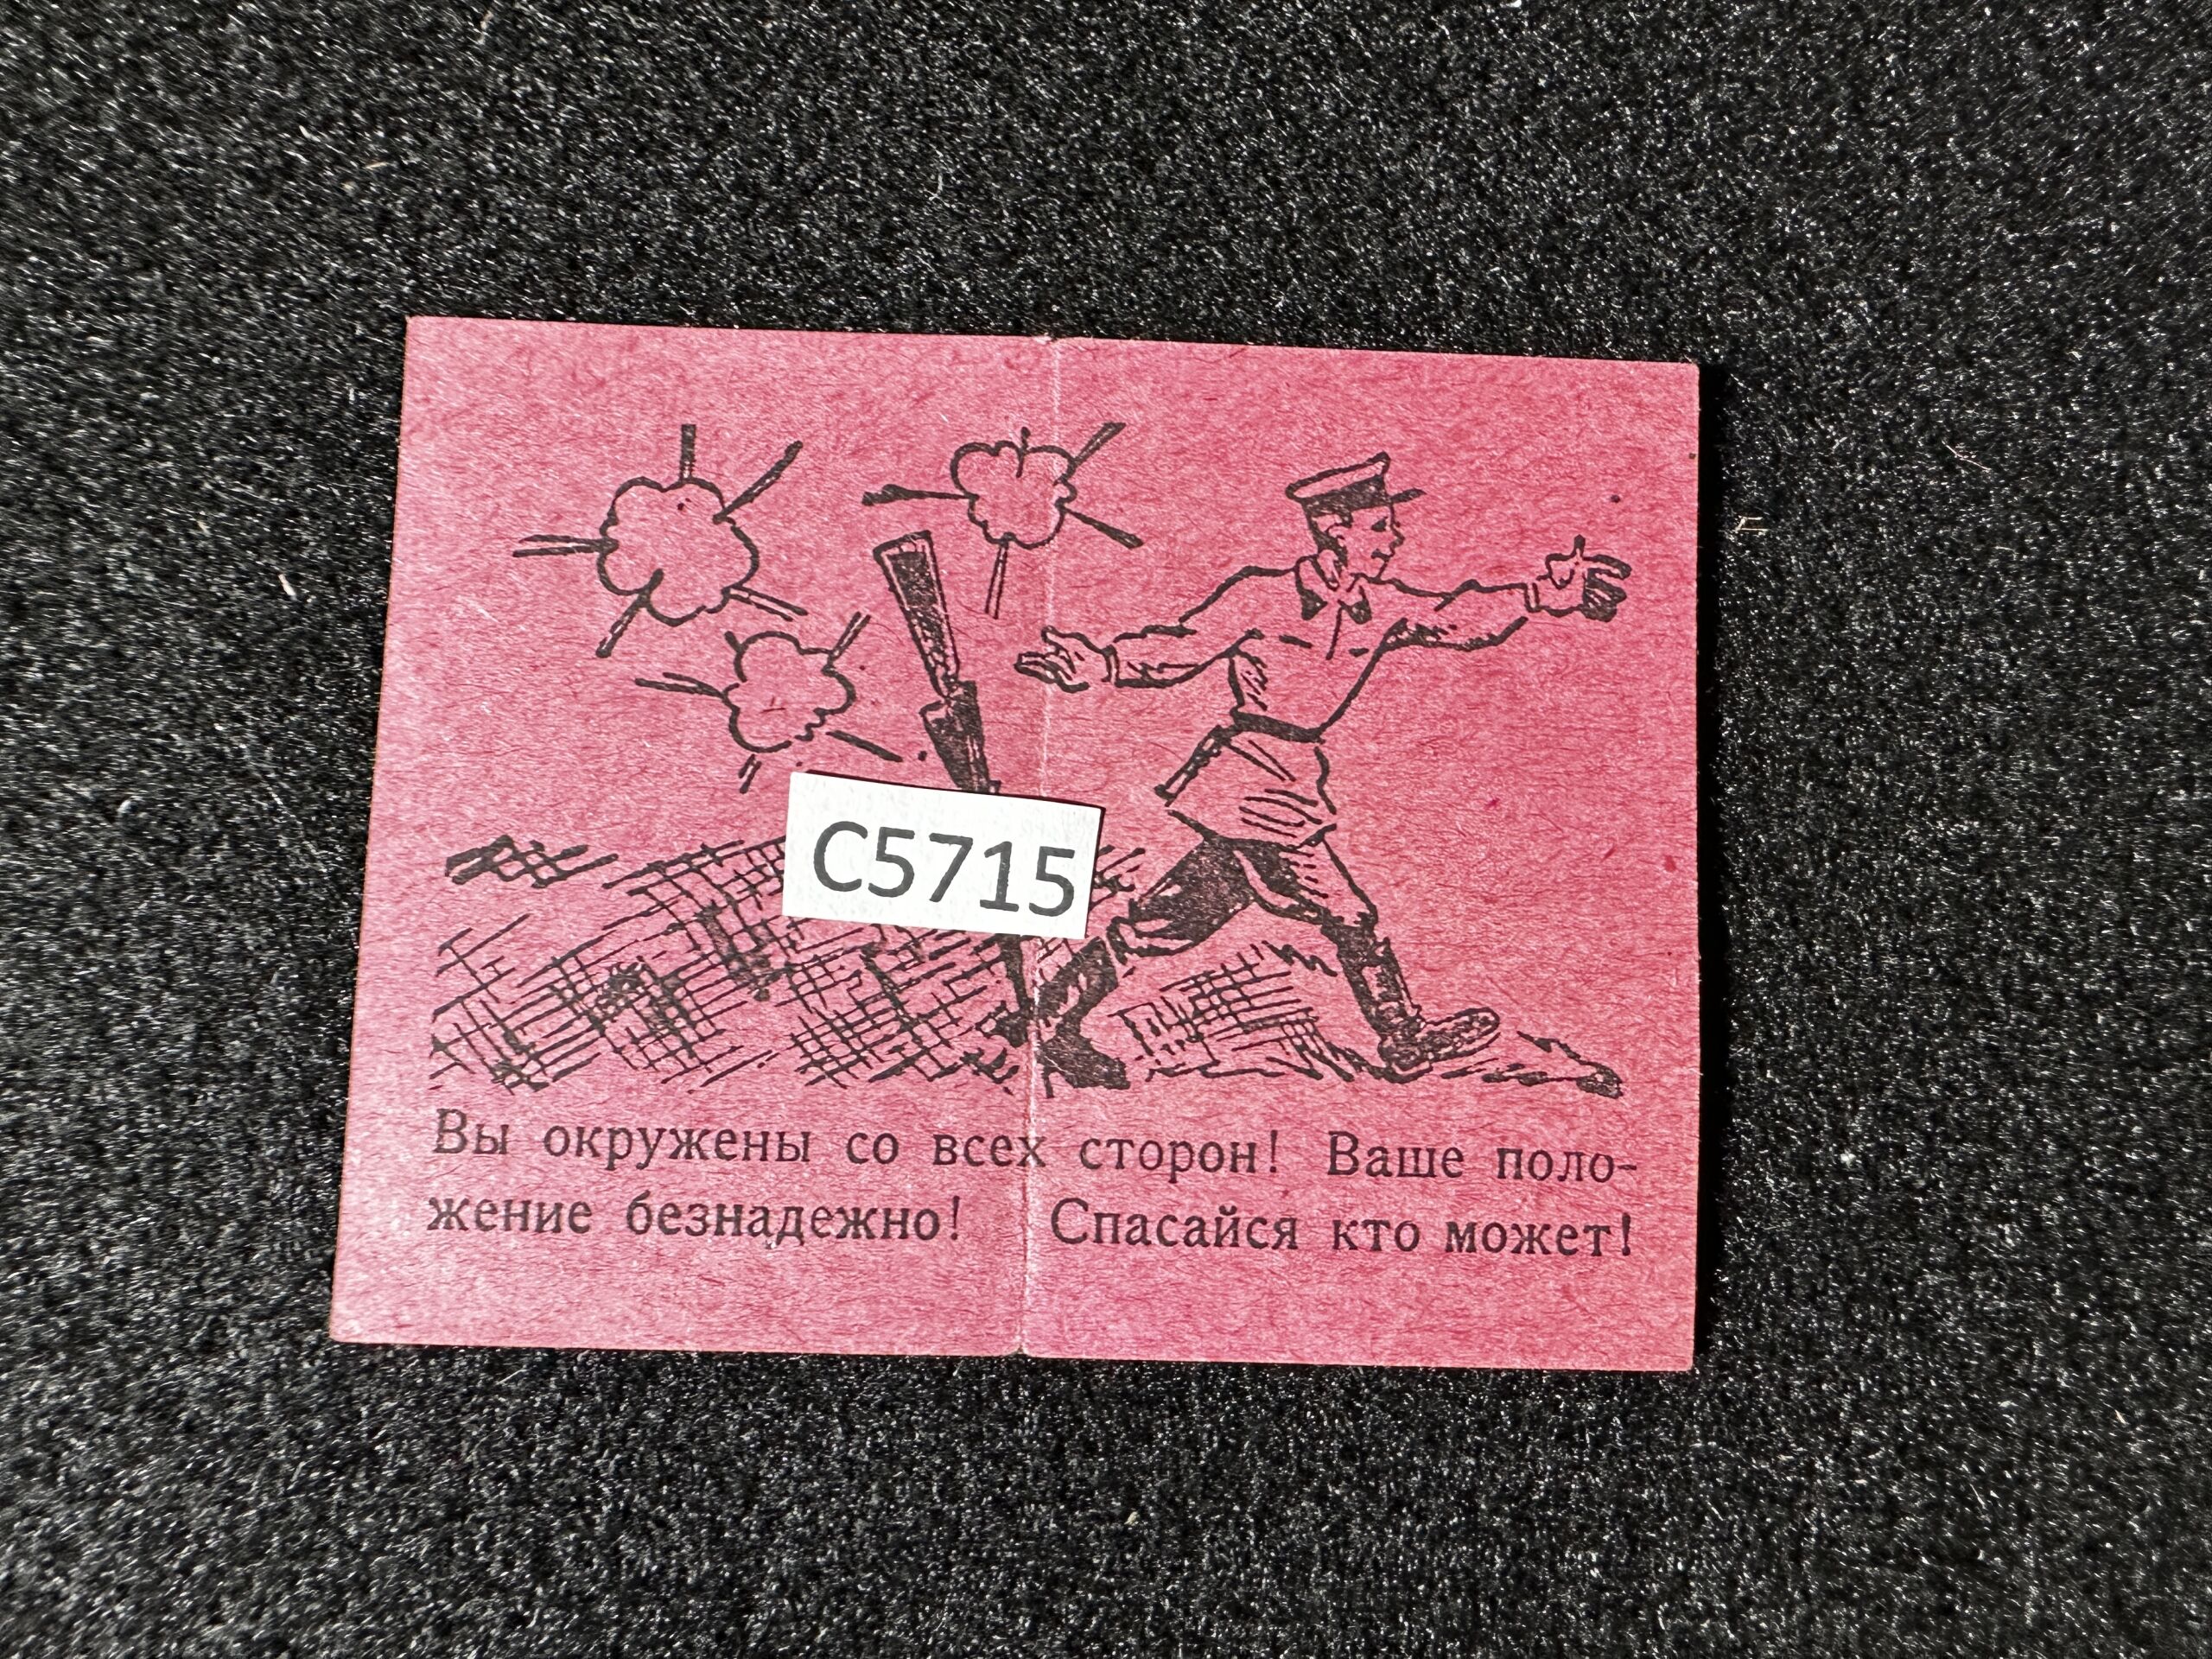 C5715
Вы окружены со всех сторон! Ваше поло-
жение безнадежно! Спасайся кто может!